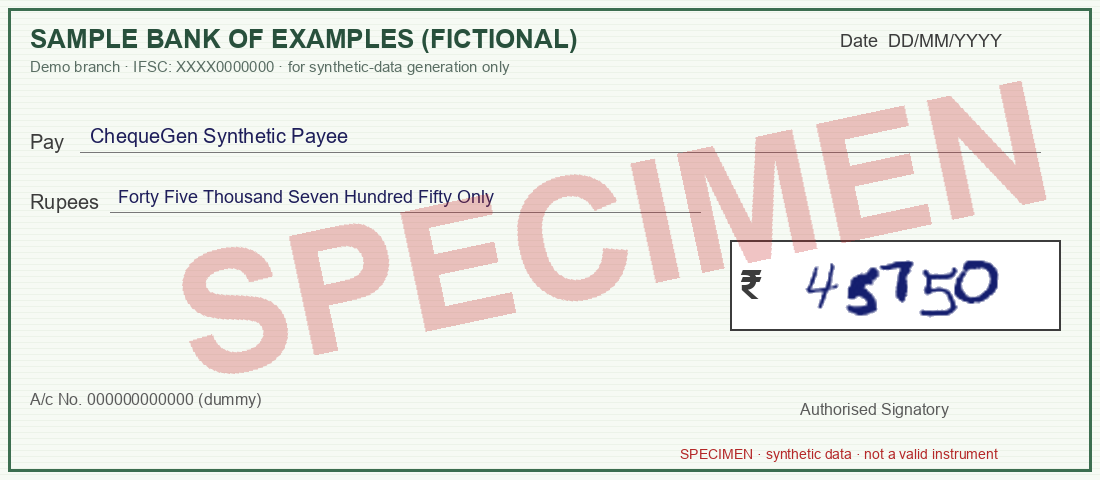 SAMPLE BANK OF EXAMPLES (FICTIONAL)
Date DD/MM/YYYY
Demo branch · IFSC: XXXX0000000 · for synthetic-data generation only
Pay ChequeGen Synthetic Payee
Rupees Forty Five Thousand Seven Hundred Fifty Only
SPECIMEN
₹ 45750
A/c No. 000000000000 (dummy)
Authorised Signatory
SPECIMEN · synthetic data · not a valid instrument